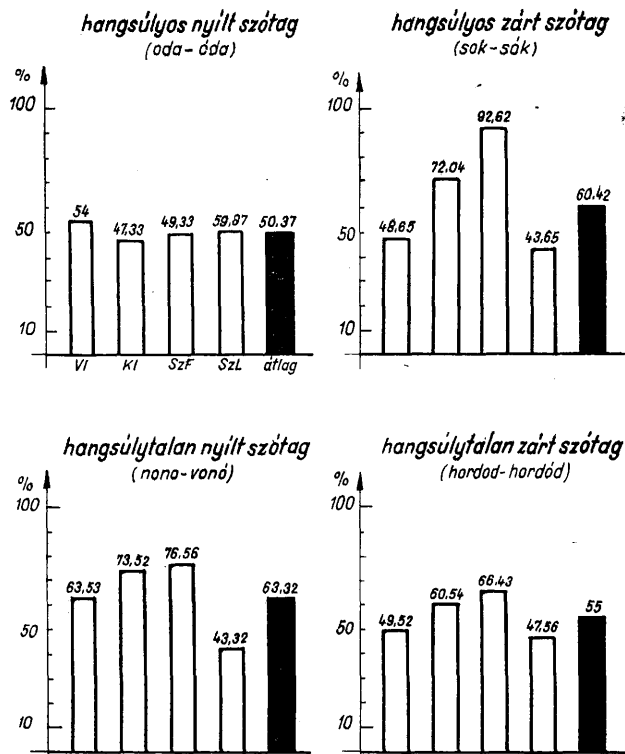 hangsúlyos nyílt szótag
(oda - óda)
%
100
50
10
54
47,33
49,33
59,87
50,37
VI
KI
SzF
SzL
átlag
hangsúlyos zárt szótag
(sok-sók)
%
100
50
10
48,65
72,04
92,62
43,65
60,42
hangsúlytalan nyílt szótag
(nono-vonó)
%
100
50
10
63,53
73,52
76,56
43,32
63,32
hangsúlytalan zárt szótag
(hordod-hordód)
%
100
50
10
49,52
60,54
66,43
47,56
55